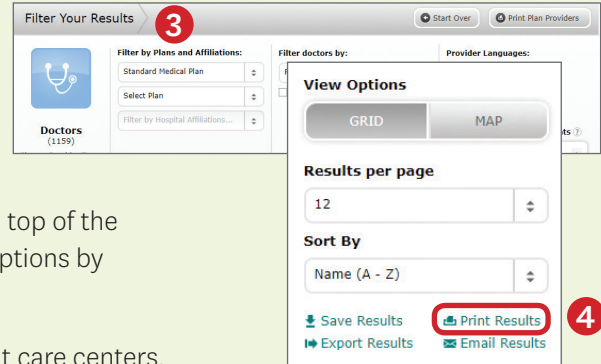 Filter Your Results
3
Start Over
Print Plan Providers
Filter by Plans and Affiliations:
Filter doctors by:
Provider Languages:
Standard Medical Plan
Select Plan
Filter by Hospital Affiliations...
Doctors
(1159)
View Options
GRID
MAP
Results per page
12
Sort By
Name (A - Z)
Save Results
Print Results
4
Export Results
Email Results
top of the
ptions by
t care centers.